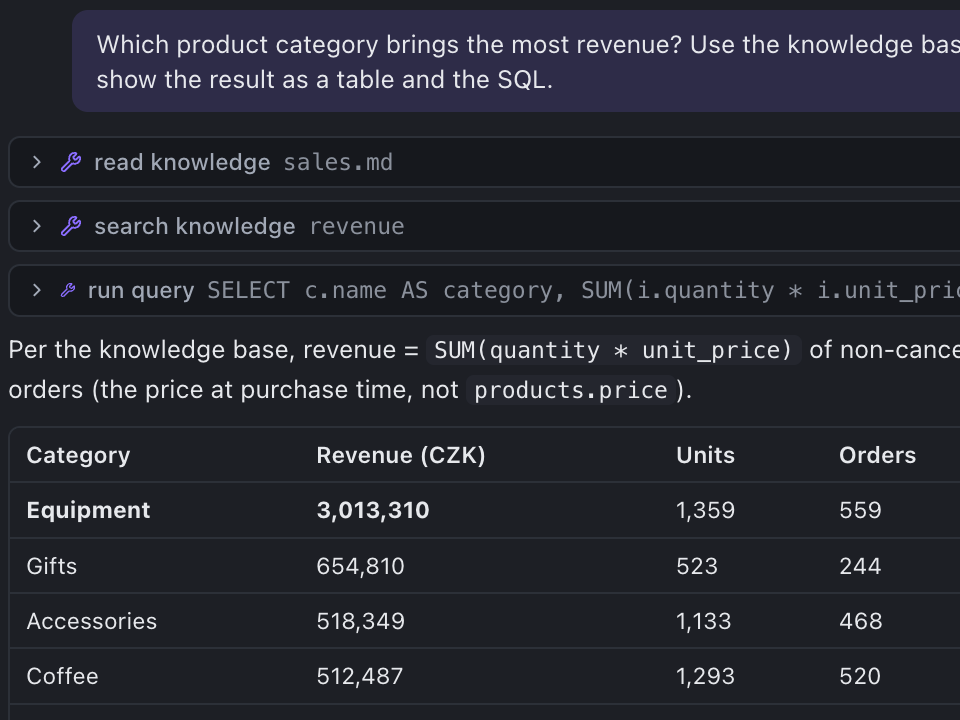 Which product category brings the most revenue? Use the knowledge
show the result as a table and the SQL.
read knowledge sales.md
search knowledge revenue
run query SELECT c.name AS category, SUM(i.quantity * i.
Per the knowledge base, revenue = SUM(quantity * unit_price) of
orders (the price at purchase time, not products.price).
Category Revenue (CZK) Units Orders
Equipment 3,013,310 1,359 559
Gifts 654,810 523 244
Accessories 518,349 1,133 468
Coffee 512,487 1,293 520